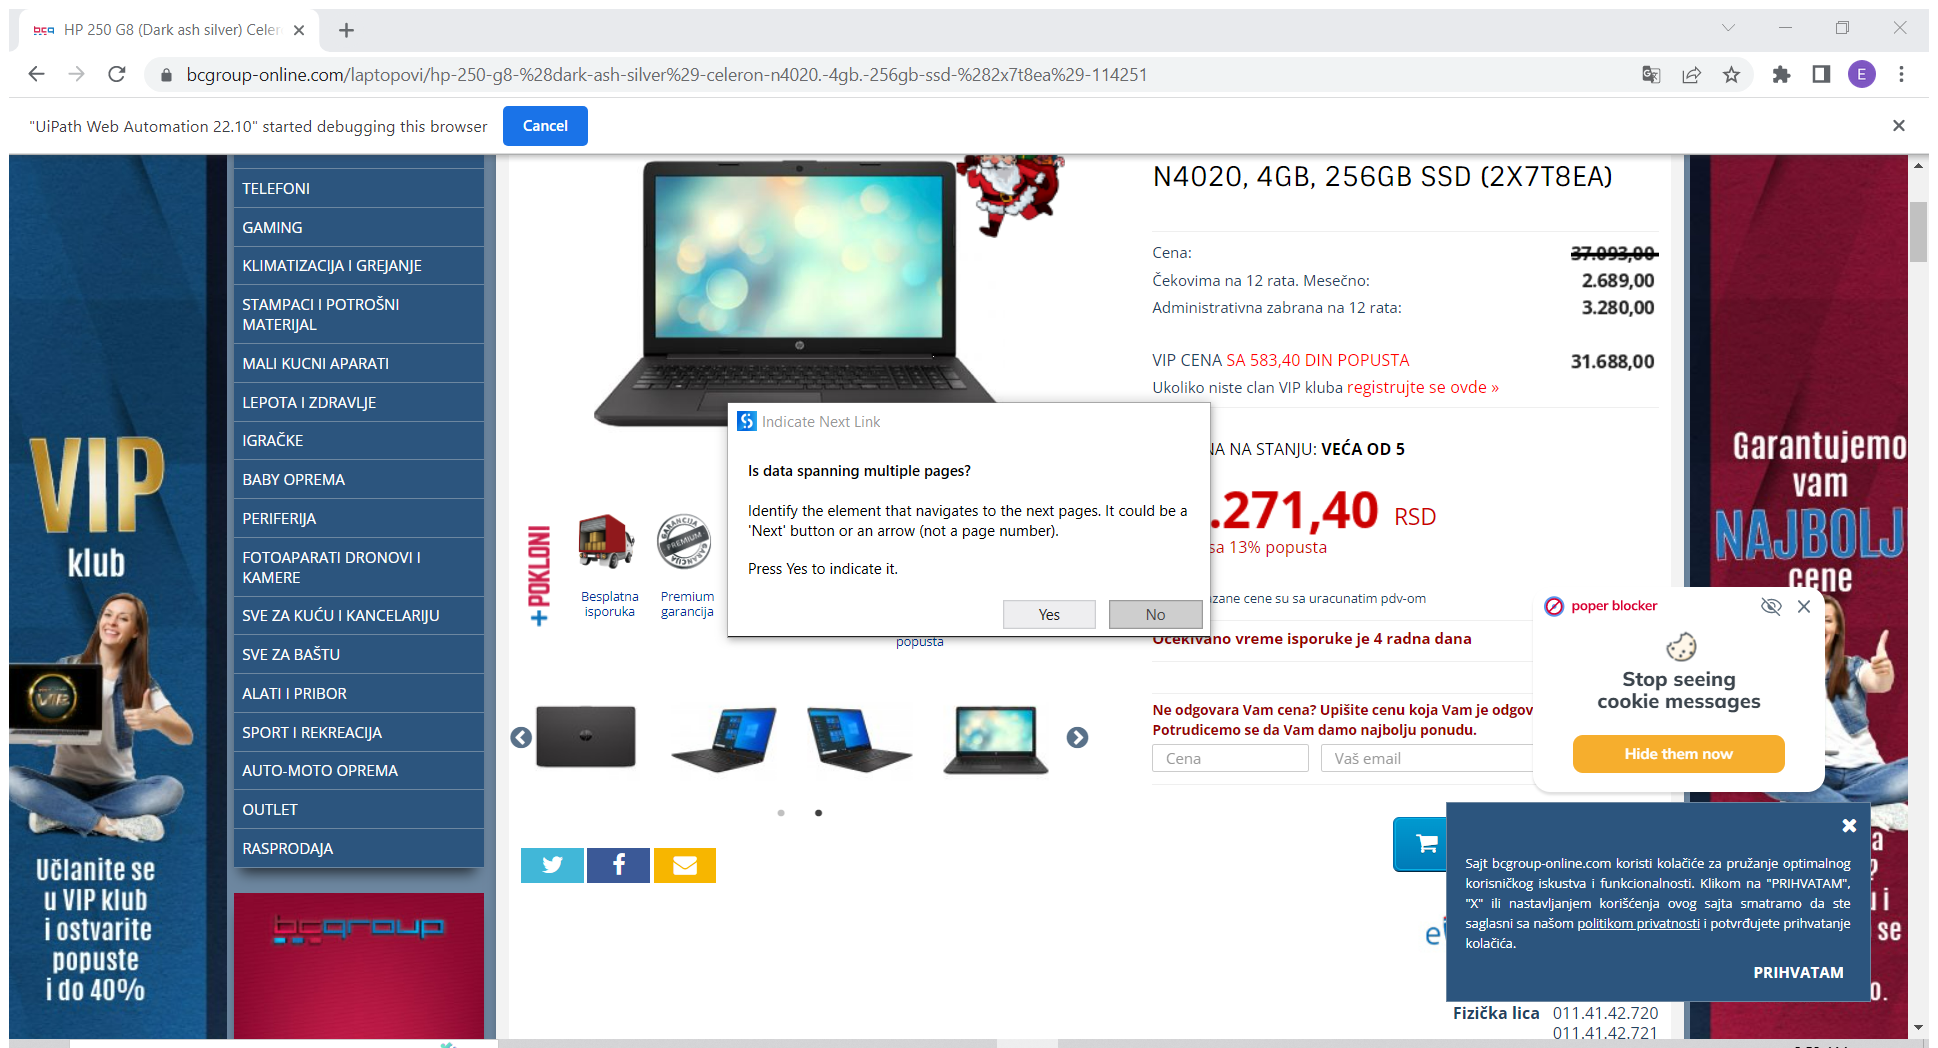 bcg HP 250 G8 (Dark ash silver) Celer
bcgroup-online.com/laptopovi/hp-250-g8-%28dark-ash-silver%29-celeron-n4020.-4gb.-256gb-ssd-%282x7t8ea%29-114251
E
"UiPath Web Automation 22.10" started debugging this browser
Cancel
VIP
klub
Učlanite se
u VIP klub
i ostvarite
popuste
i do 40%
TELEFONI
GAMING
KLIMATIZACIJA I GREJANJE
STAMPACI I POTROŠNI
MATERIJAL
MALI KUCNI APARATI
LEPOTA I ZDRAVLJE
IGRAČKE
BABY OPREMA
PERIFERIJA
FOTOAPARATI DRONOVI I
KAMERE
SVE ZA KUĆU I KANCELARIJU
SVE ZA BAŠTU
ALATI I PRIBOR
SPORT I REKREACIJA
AUTO-MOTO OPREMA
OUTLET
RASPRODAJA
bcgroup
+ POKLONI
Besplatna
isporuka
GARANCIJA
PREMIUM
Premium
garancija
popusta
N4020, 4GB, 256GB SSD (2X7T8EA)
Cena: 37.093,00
Čekovima na 12 rata. Mesečno: 2.689,00
Administrativna zabrana na 12 rata: 3.280,00
VIP CENA SA 583,40 DIN POPUSTA 31.688,00
Ukoliko niste clan VIP kluba registrujte se ovde »
NA STANJU: VEĆA OD 5
.271,40 RSD
sa 13% popusta
cene su sa uracunatim pdv-om
Očekivano vreme isporuke je 4 radna dana
Ne odgovara Vam cena? Upišite cenu koja Vam je odgov
Potrudicemo se da Vam damo najbolju ponudu.
Cena
Vaš email
Fizička lica 011.41.42.720
011.41.42.721
Indicate Next Link
Is data spanning multiple pages?
Identify the element that navigates to the next pages. It could be a
'Next' button or an arrow (not a page number).
Press Yes to indicate it.
Yes
No
poper blocker
Stop seeing
cookie messages
Hide them now
Sajt bcgroup-online.com koristi kolačiće za pružanje optimalnog
korisničkog iskustva i funkcionalnosti. Klikom na "PRIHVATAM",
"X" ili nastavljanjem korišćenja ovog sajta smatramo da ste
saglasni sa našom politikom privatnosti i potvrđujete prihvatanje
kolačića.
PRIHVATAM
Garantujemo
vam
NAJBOLJ
cene